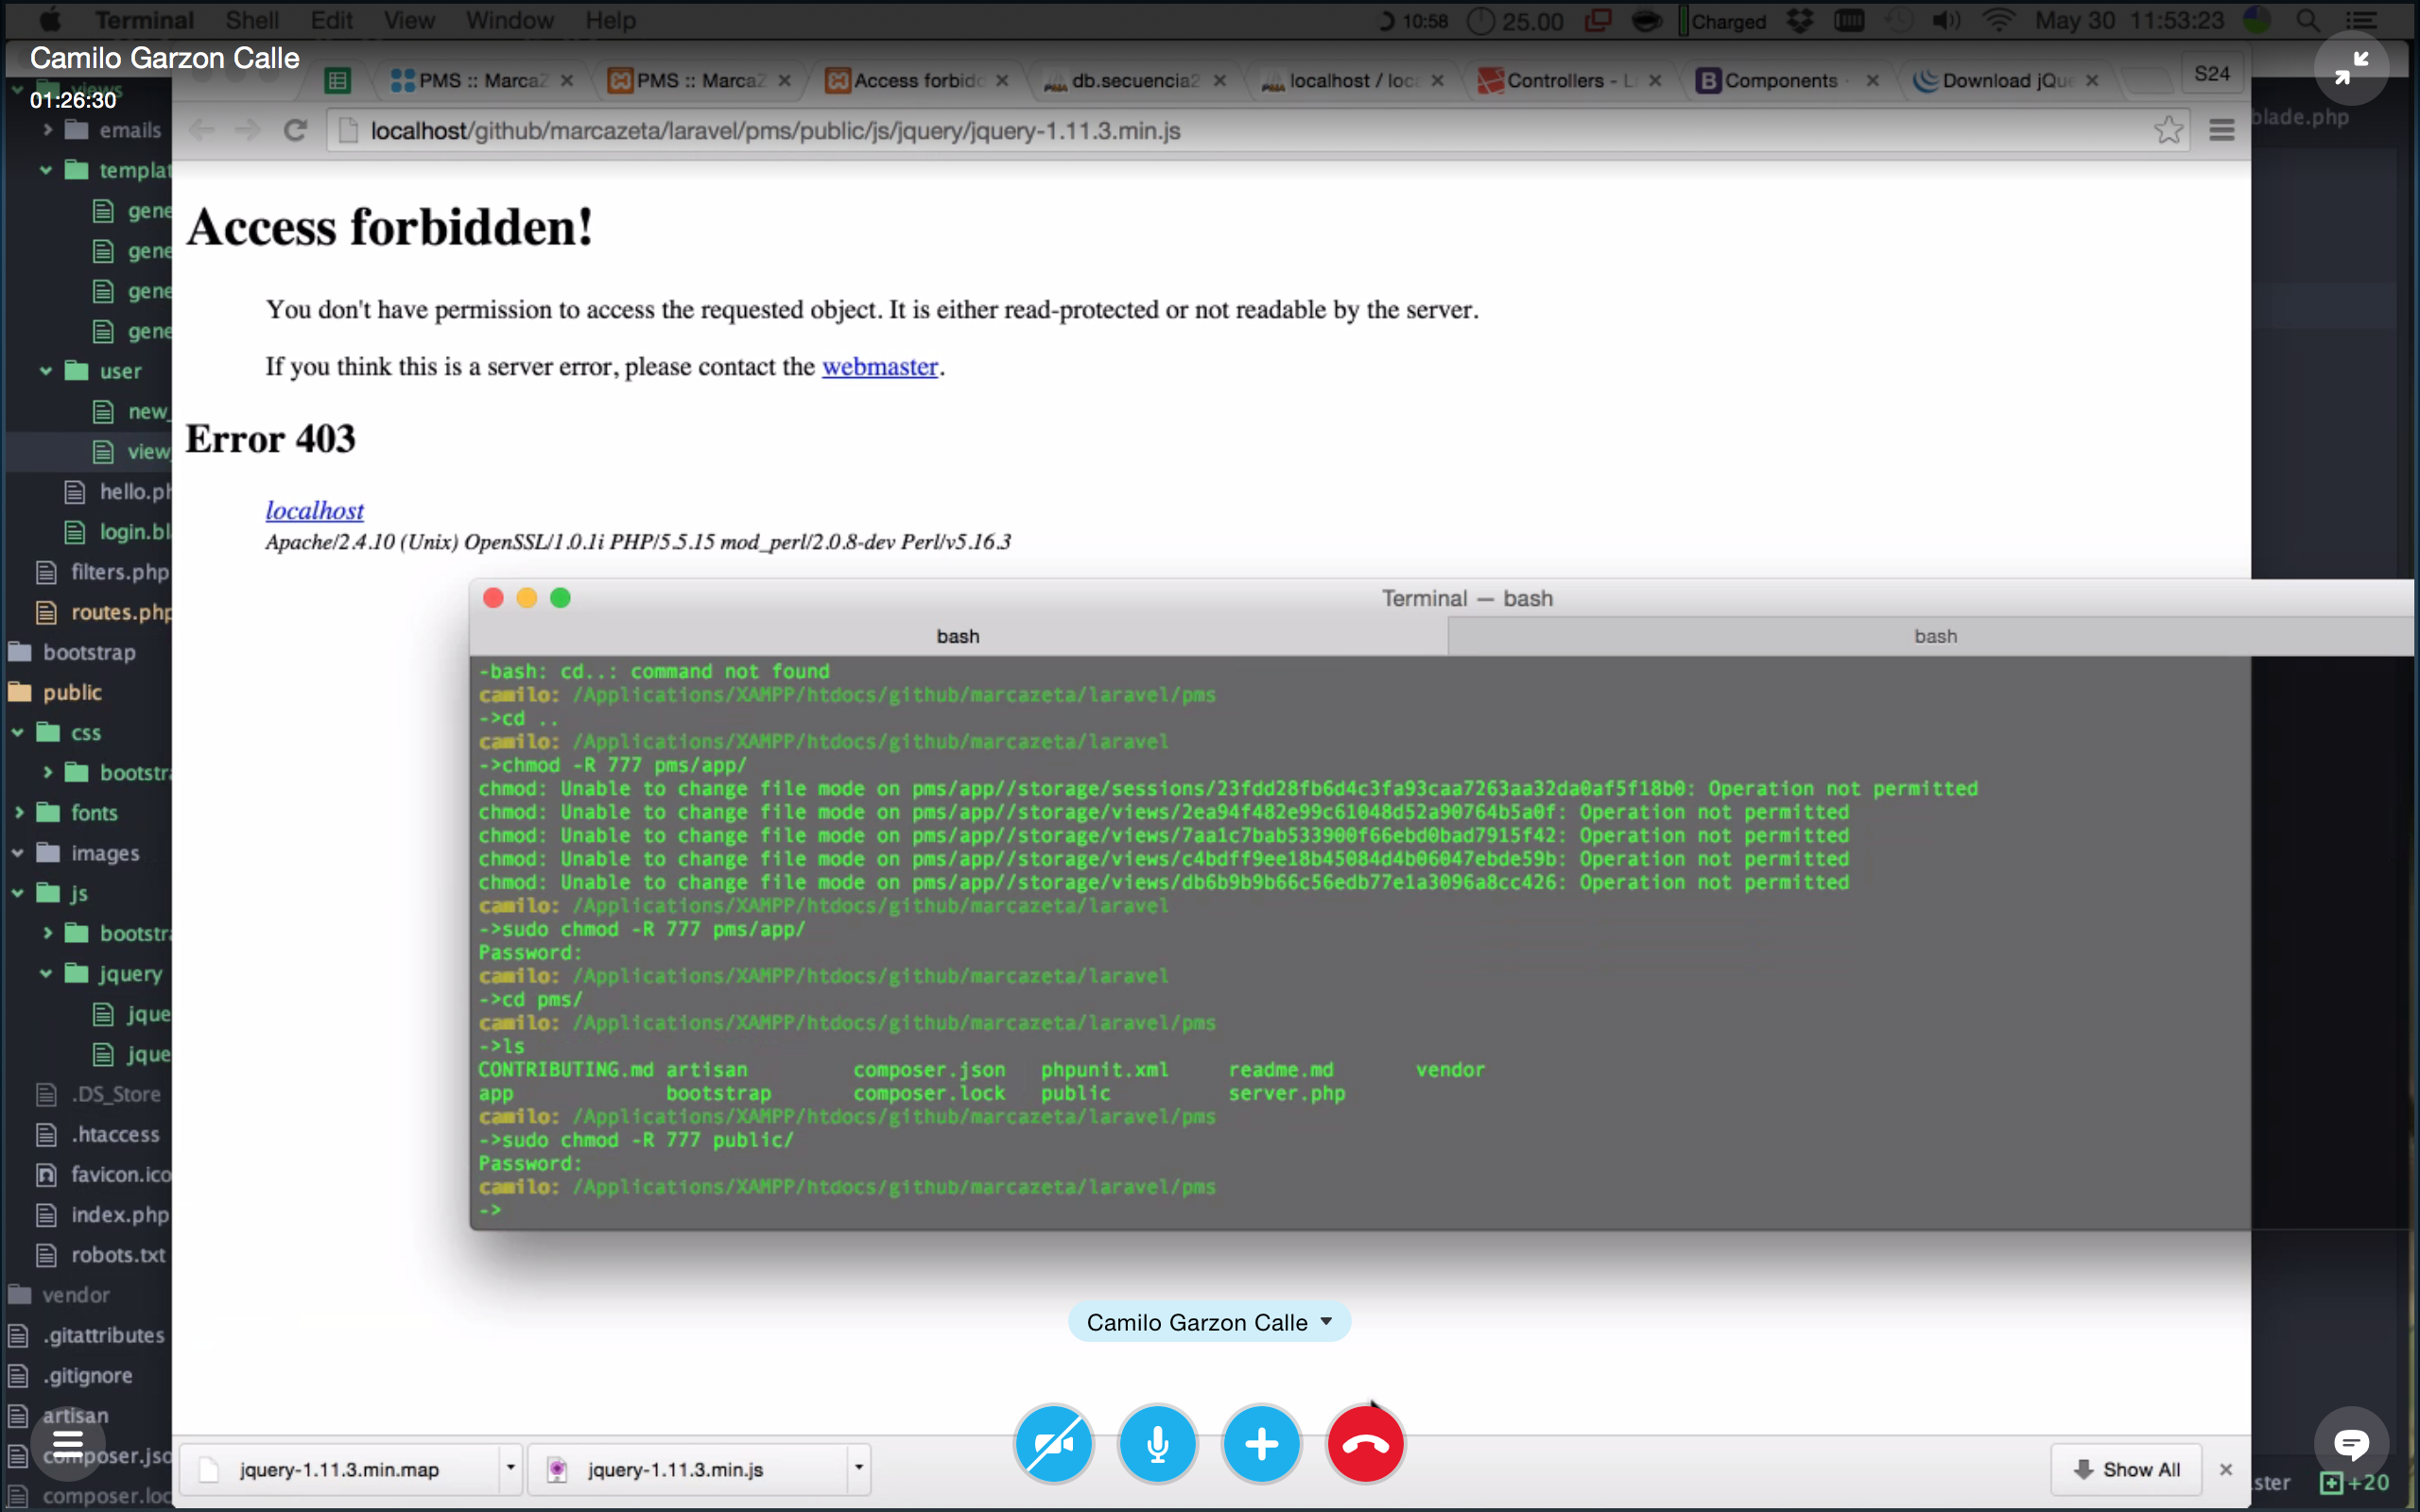 Terminal Shell Edit View Window Help 10:58 25.00 Charged May 30 11:53:23
Camilo Garzon Calle
01:26:30
PMS :: MarcaZ
PMS :: MarcaZ
Access forbid
db.secuencia2
localhost / loc
Controllers - L
Components
Download jQu
S24
localhost/github/marcazeta/laravel/pms/public/js/jquery/jquery-1.11.3.min.js
blade.php
views
emails
templat
gene
gene
gene
gene
user
new_
view_
hello.ph
login.bl
filters.php
routes.php
bootstrap
public
css
bootstr
fonts
images
js
bootstr
jquery
jque
jque
.DS_Store
.htaccess
favicon.ico
index.php
robots.txt
vendor
.gitattributes
.gitignore
artisan
composer.jso
composer.loc
Access forbidden!
You don't have permission to access the requested object. It is either read-protected or not readable by the server.
If you think this is a server error, please contact the webmaster.
Error 403
localhost
Apache/2.4.10 (Unix) OpenSSL/1.0.1i PHP/5.5.15 mod_perl/2.0.8-dev Perl/v5.16.3
Terminal — bash
bash bash
-bash: cd..: command not found
camilo: /Applications/XAMPP/htdocs/github/marcazeta/laravel/pms
->cd ..
camilo: /Applications/XAMPP/htdocs/github/marcazeta/laravel
->chmod -R 777 pms/app/
chmod: Unable to change file mode on pms/app//storage/sessions/23fdd28fb6d4c3fa93caa7263aa32da0af5f18b0: Operation not permitted
chmod: Unable to change file mode on pms/app//storage/views/2ea94f482e99c61048d52a90764b5a0f: Operation not permitted
chmod: Unable to change file mode on pms/app//storage/views/7aa1c7bab533900f66ebd0bad7915f42: Operation not permitted
chmod: Unable to change file mode on pms/app//storage/views/c4bdff9ee18b45084d4b06047ebde59b: Operation not permitted
chmod: Unable to change file mode on pms/app//storage/views/db6b9b9b66c56edb77e1a3096a8cc426: Operation not permitted
camilo: /Applications/XAMPP/htdocs/github/marcazeta/laravel
->sudo chmod -R 777 pms/app/
Password:
camilo: /Applications/XAMPP/htdocs/github/marcazeta/laravel
->cd pms/
camilo: /Applications/XAMPP/htdocs/github/marcazeta/laravel/pms
->ls
CONTRIBUTING.md artisan composer.json phpunit.xml readme.md vendor
app bootstrap composer.lock public server.php
camilo: /Applications/XAMPP/htdocs/github/marcazeta/laravel/pms
->sudo chmod -R 777 public/
Password:
camilo: /Applications/XAMPP/htdocs/github/marcazeta/laravel/pms
->
Camilo Garzon Calle
jquery-1.11.3.min.map
jquery-1.11.3.min.js
Show All
ster +20